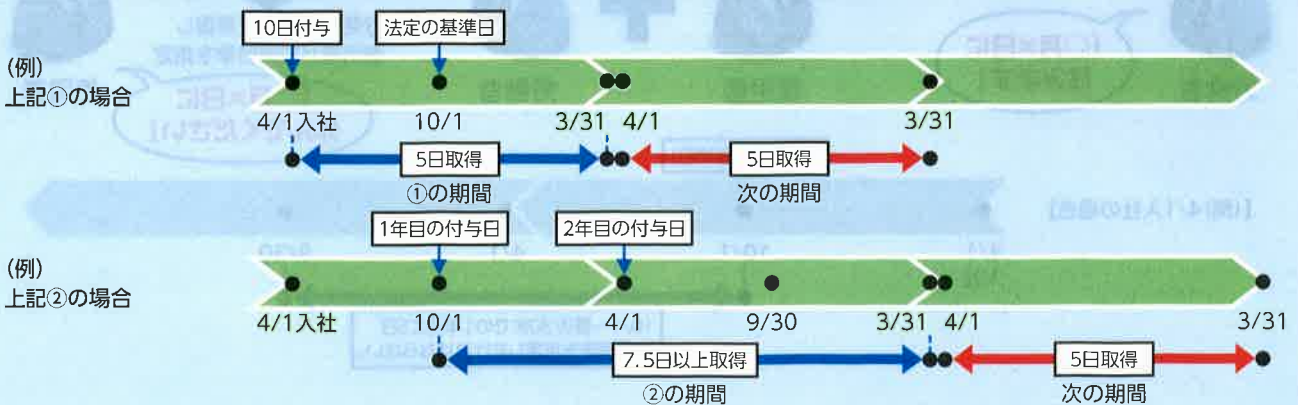 10日付与
法定の基準日
(例)
上記①の場合
4/1入社
10/1
3/31
4/1
3/31
5日取得
5日取得
①の期間
次の期間
1年目の付与日
2年目の付与日
(例)
上記②の場合
4/1入社
10/1
4/1
9/30
3/31
4/1
3/31
7.5日以上取得
5日取得
②の期間
次の期間